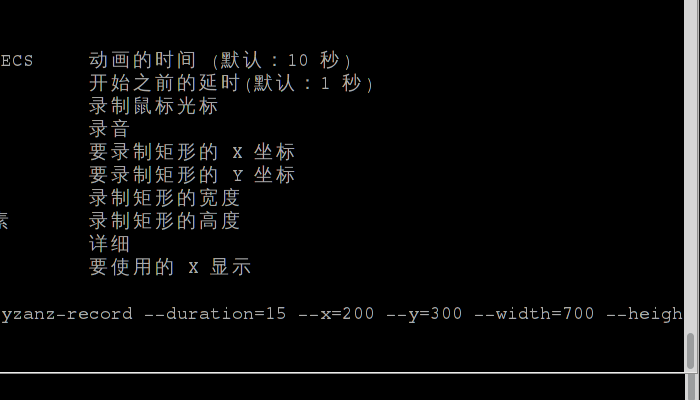 ECS 动画的时间 (默认：10 秒)
开始之前的延时(默认：1 秒)
录制鼠标光标
录音
要录制矩形的 X 坐标
要录制矩形的 Y 坐标
录制矩形的宽度
素 录制矩形的高度
详细
要使用的 X 显示
yzanz-record --duration=15 --x=200 --y=300 --width=700 --heigh